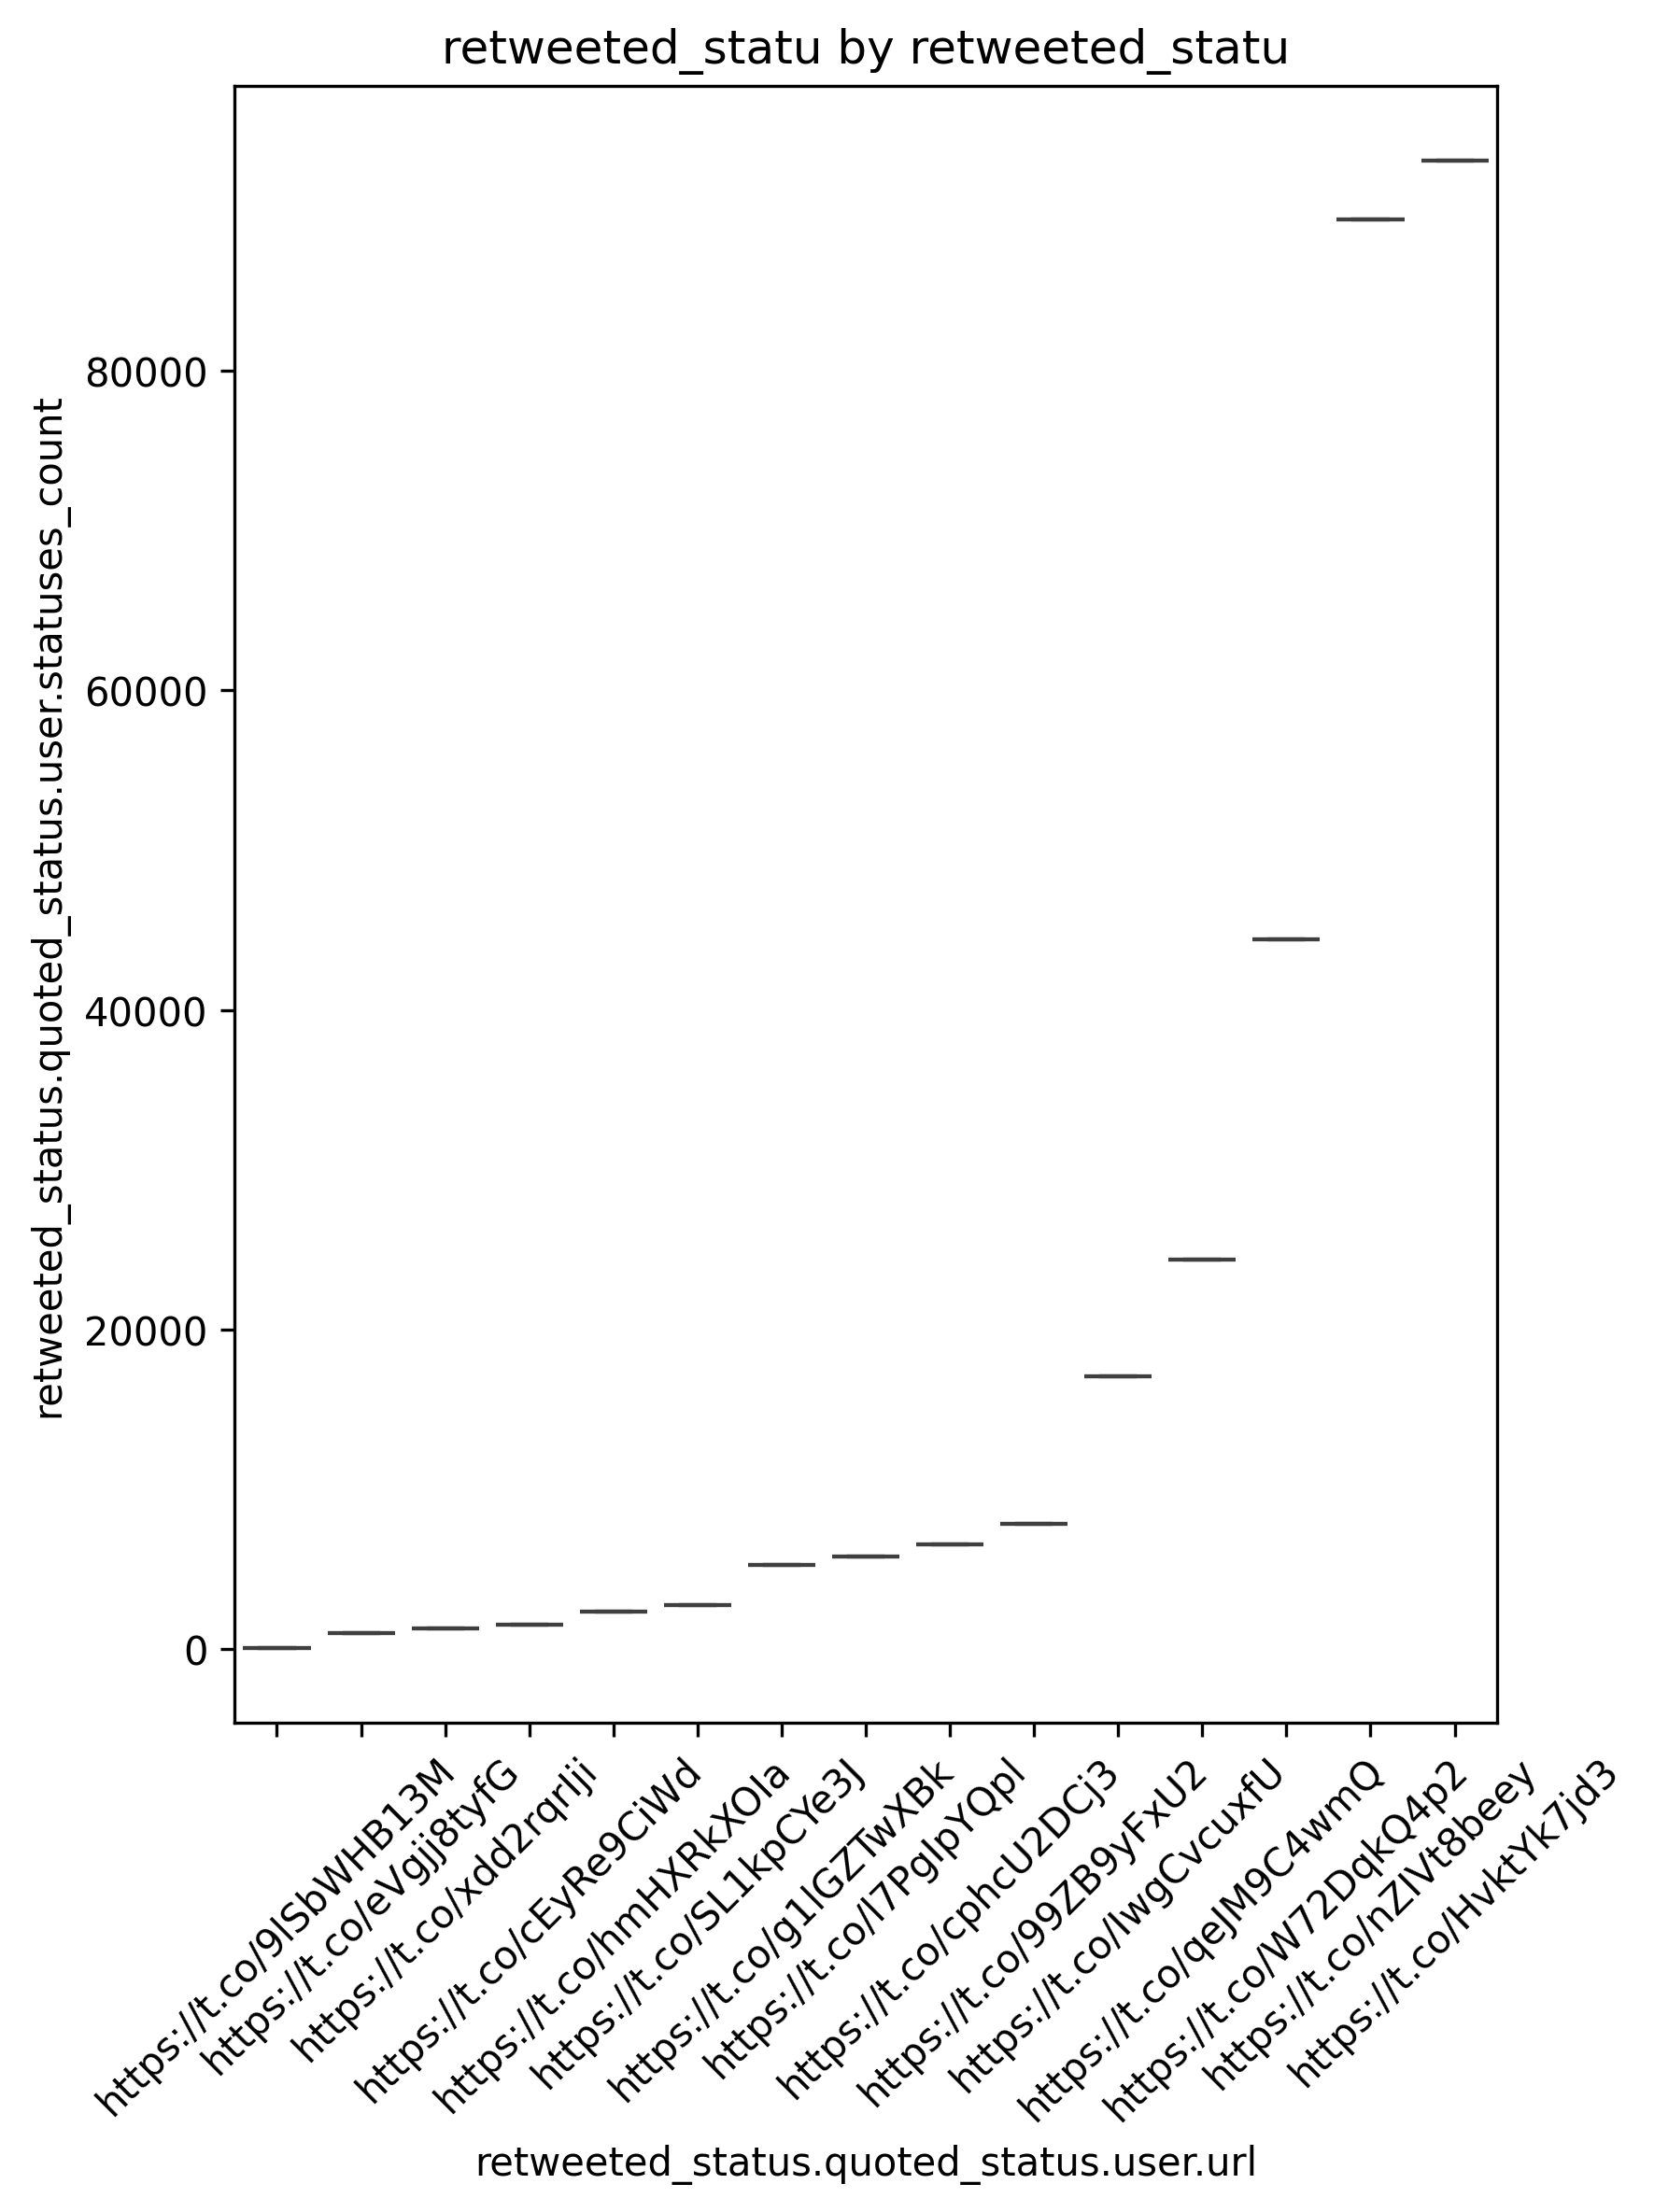 retweeted_statu by retweeted_statu
retweeted_status.quoted_status.user.statuses_count
80000
60000
40000
20000
0
https://t.co/9lSbWHB13M
https://t.co/eVgjj8tyfG
https://t.co/xdd2rqrlji
https://t.co/cEyRe9CiWd
https://t.co/hmHXRkXOla
https://t.co/SL1kpCYe3J
https://t.co/g1lGZTwXBk
https://t.co/l7PglpYQpl
https://t.co/cphcU2DCj3
https://t.co/99ZB9yFxU2
https://t.co/lwgCvcuxfU
https://t.co/qeJM9C4wmQ
https://t.co/W72DqkQ4p2
https://t.co/nZlVt8beey
https://t.co/HvktYk7jd3
retweeted_status.quoted_status.user.url